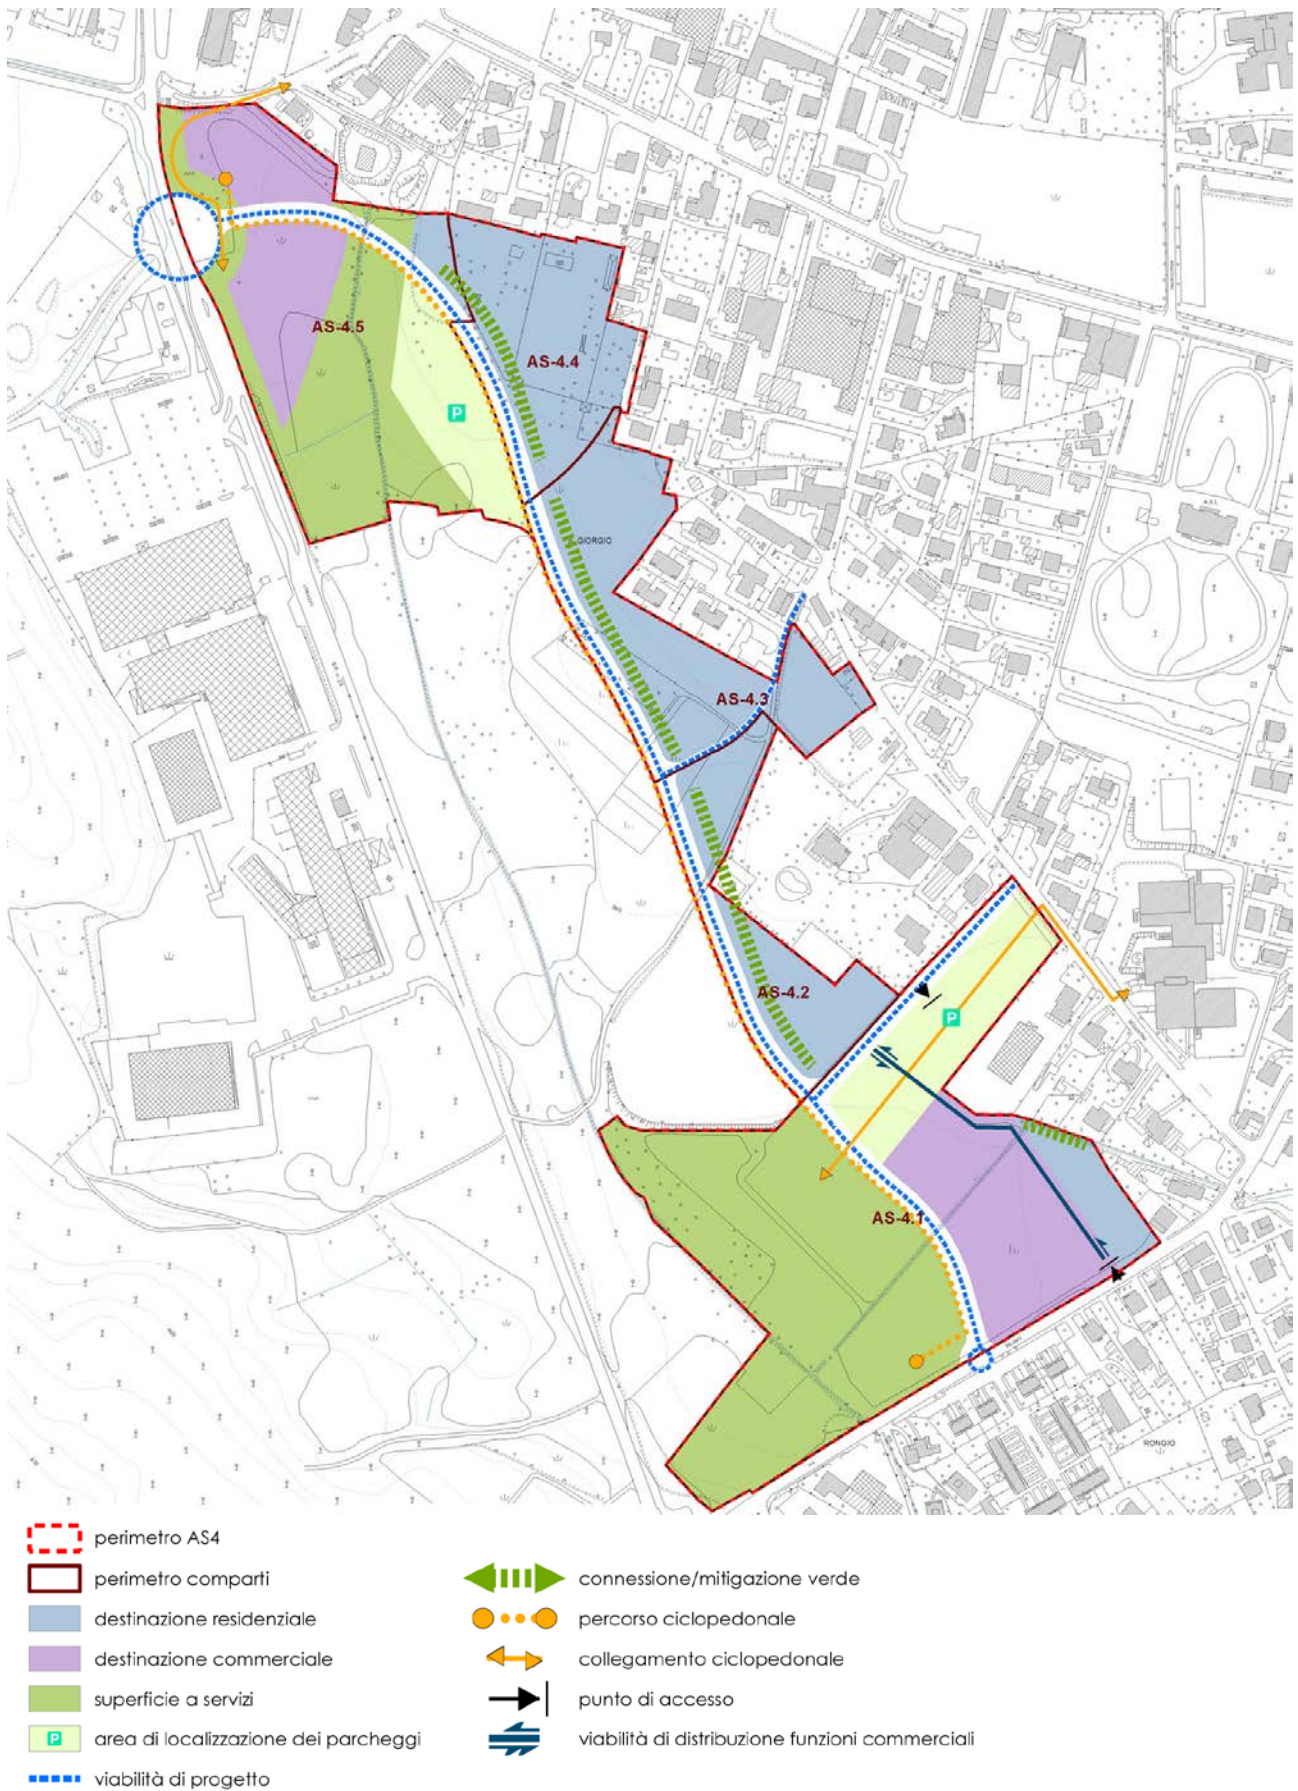 AS-4.5
AS-4.4
P
GIORGIO
AS-4.3
AS-4.2
P
AS-4.1
RONGIO
perimetro AS4
perimetro comparti
destinazione residenziale
destinazione commerciale
superficie a servizi
P area di localizzazione dei parcheggi
viabilità di progetto
connessione/mitigazione verde
percorso ciclopedonale
collegamento ciclopedonale
punto di accesso
viabilità di distribuzione funzioni commerciali